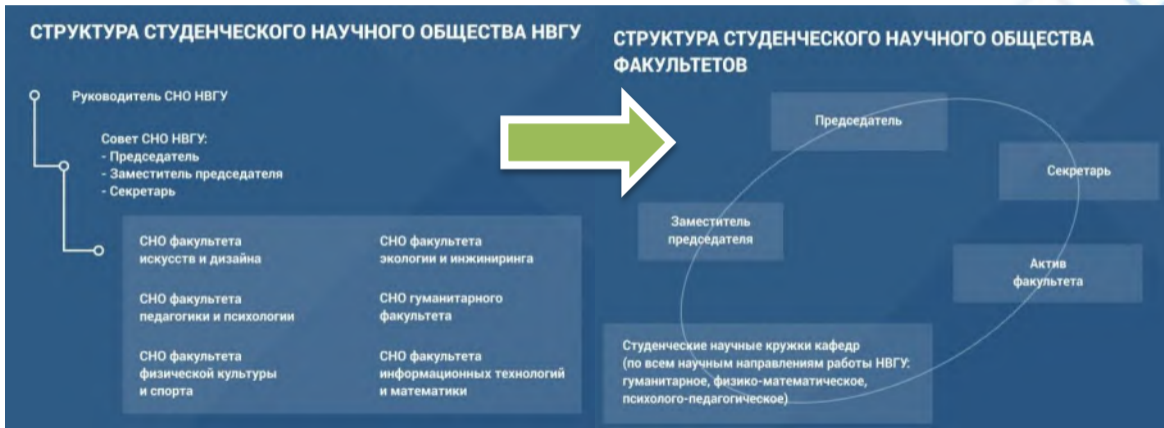 СТРУКТУРА СТУДЕНЧЕСКОГО НАУЧНОГО ОБЩЕСТВА НВГУ
Руководитель СНО НВГУ
Совет СНО НВГУ:
- Председатель
- Заместитель председателя
- Секретарь
СНО факультета
искусств и дизайна
СНО факультета
экологии и инжиниринга
СНО факультета
педагогики и психологии
СНО гуманитарного
факультета
СНО факультета
физической культуры
и спорта
СНО факультета
информационных технологий
и математики
СТРУКТУРА СТУДЕНЧЕСКОГО НАУЧНОГО ОБЩЕСТВА
ФАКУЛЬТЕТОВ
Председатель
Секретарь
Заместитель
председателя
Актив
факультета
Студенческие научные кружки кафедр
(по всем научным направлениям работы НВГУ:
гуманитарное, физико-математическое,
психолого-педагогическое)